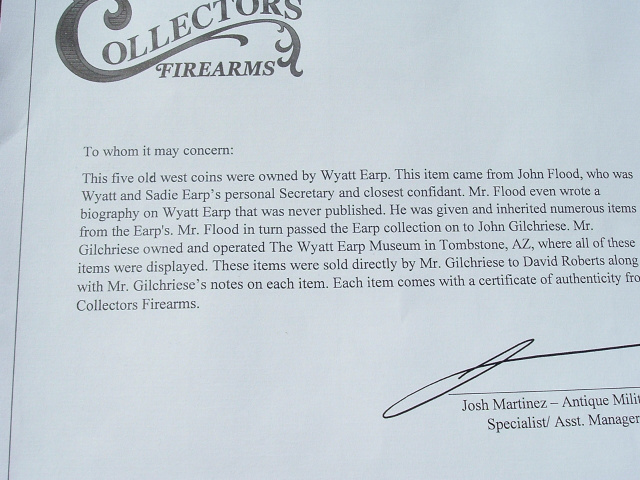 COLLECTORS
FIREARMS
To whom it may concern:
This five old west coins were owned by Wyatt Earp. This item came from John Flood, who was
Wyatt and Sadie Earp's personal Secretary and closest confidant. Mr. Flood even wrote a
biography on Wyatt Earp that was never published. He was given and inherited numerous items
from the Earp's. Mr. Flood in turn passed the Earp collection on to John Gilchriese. Mr.
Gilchriese owned and operated The Wyatt Earp Museum in Tombstone, AZ, where all of these
items were displayed. These items were sold directly by Mr. Gilchriese to David Roberts along
with Mr. Gilchriese's notes on each item. Each item comes with a certificate of authenticity fro
Collectors Firearms.
Josh Martinez – Antique Milit
Specialist/ Asst. Manager